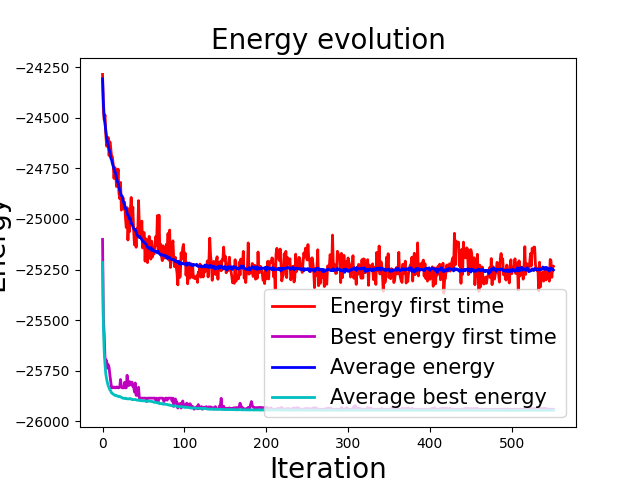 Energy evolution
Energy
−24250
−24500
−24750
−25000
−25250
−25500
−25750
−26000
Energy first time
Best energy first time
Average energy
Average best energy
0
100
200
300
400
500
Iteration